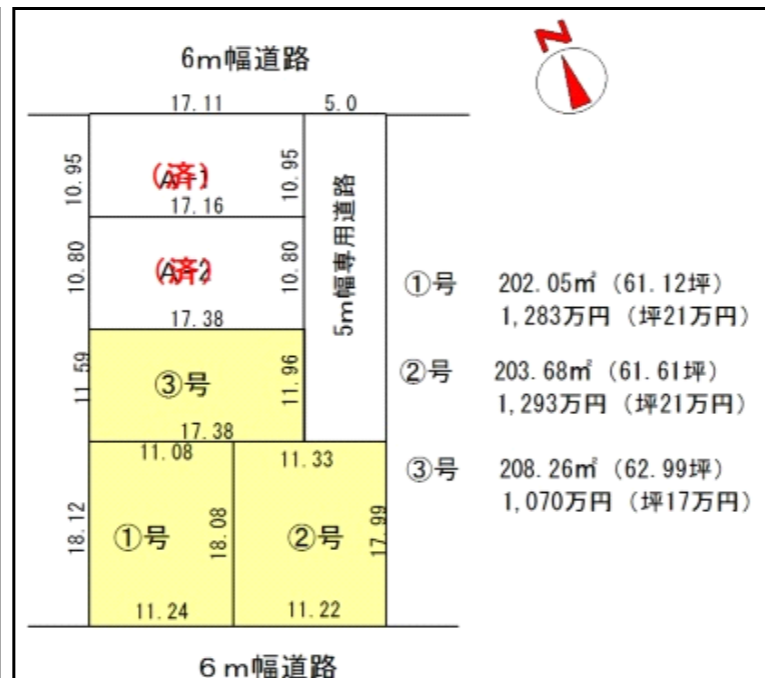 6m幅道路
N
17.11
5.0
10.95
(済)
A-1
10.95
17.16
10.80
(済)
A-2
10.80
17.38
5m幅専用道路
11.59
③号
11.96
17.38
11.08
11.33
18.12
①号
18.08
②号
17.99
11.24
11.22
6m幅道路
①号 202.05㎡ (61.12坪)
1,283万円 (坪21万円)
②号 203.68㎡ (61.61坪)
1,293万円 (坪21万円)
③号 208.26㎡ (62.99坪)
1,070万円 (坪17万円)